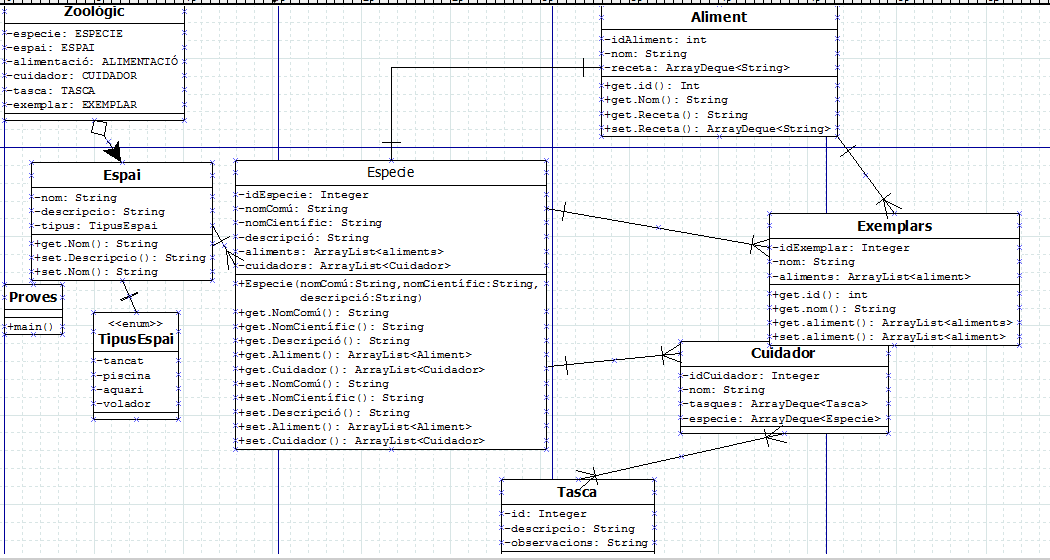 Zoológic
-especie: ESPECIE
-espai: ESPAI
-alimentació: ALIMENTACIÓ
-cuidador: CUIDADOR
-tasca: TASCA
-exemplar: EXEMPLAR
Aliment
-idAliment: int
-nom: String
-receta: ArrayDeque<String>
+get.id(): Int
+get.Nom(): String
+get.Receta(): String
+set.Receta(): ArrayDeque<String>
Espai
-nom: String
-descripcio: String
-tipus: TipusEspai
+get.Nom(): String
+set.Descripcio(): String
+set.Nom(): String
Especie
-idEspecie: Integer
-nomComú: String
-nomCientífic: String
-descripció: String
-aliments: ArrayList<aliments>
-cuidadors: ArrayList<Cuidador>
+Especie(nomComú:String,nomCientífic:String,
descripció:String)
+get.NomComú(): String
+get.NomCientífic(): String
+get.Descripció(): String
+get.Aliment(): ArrayList<Aliment>
+get.Cuidador(): ArrayList<Cuidador>
+set.NomComú(): String
+set.NomCientífic(): String
+set.Descripció(): String
+set.Aliment(): ArrayList<Aliment>
+set.Cuidador(): ArrayList<Cuidador>
Exemplars
-idExemplar: Integer
-nom: String
-aliments: ArrayList<aliment>
+get.id(): int
+get.nom(): String
+get.aliment(): ArrayList<aliments>
+set.aliment(): ArrayList<aliments>
Proves
+main()
<<enum>>
TipusEspai
-tancat
-piscina
-aquari
-volador
Cuidador
-idCuidador: Integer
-nom: String
-tasques: ArrayDeque<Tasca>
-especie: ArrayDeque<Especie>
Tasca
-id: Integer
-descripcio: String
-observacions: String